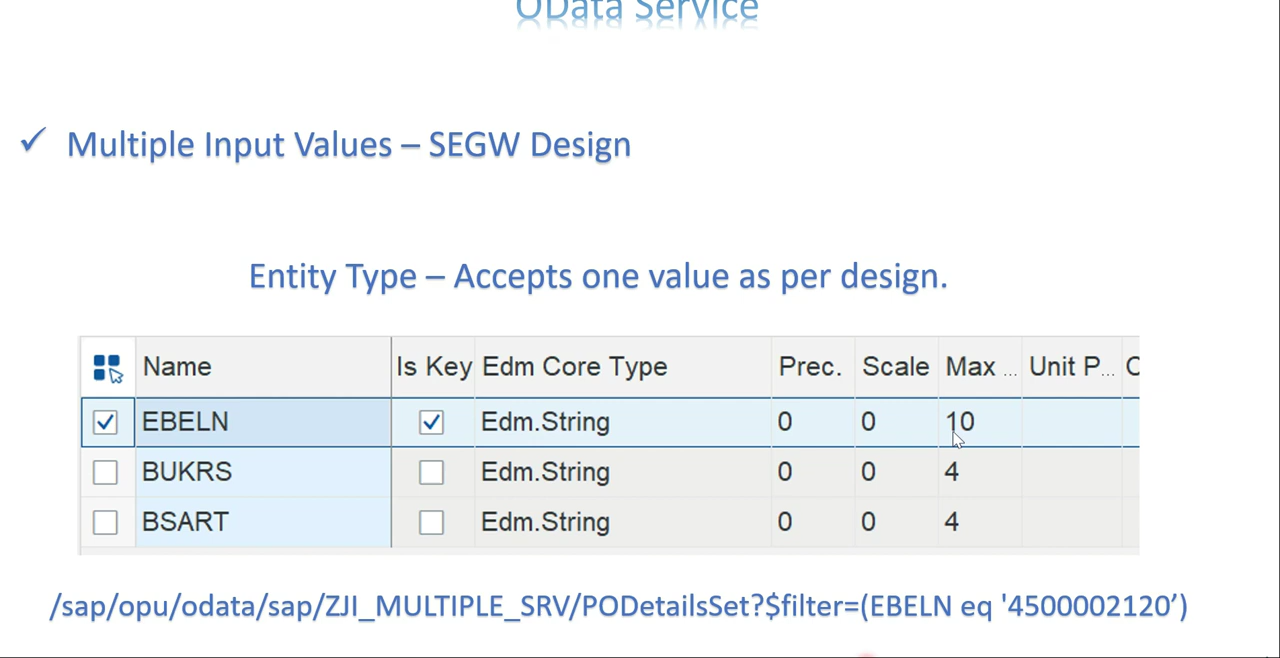 OData Service
✓ Multiple Input Values – SEGW Design
Entity Type – Accepts one value as per design.
Name Is Key Edm Core Type Prec. Scale Max ... Unit P... C
EBELN Edm.String 0 0 10
BUKRS Edm.String 0 0 4
BSART Edm.String 0 0 4
/sap/opu/odata/sap/ZJI_MULTIPLE_SRV/PODetailsSet?$filter=(EBELN eq '4500002120’)